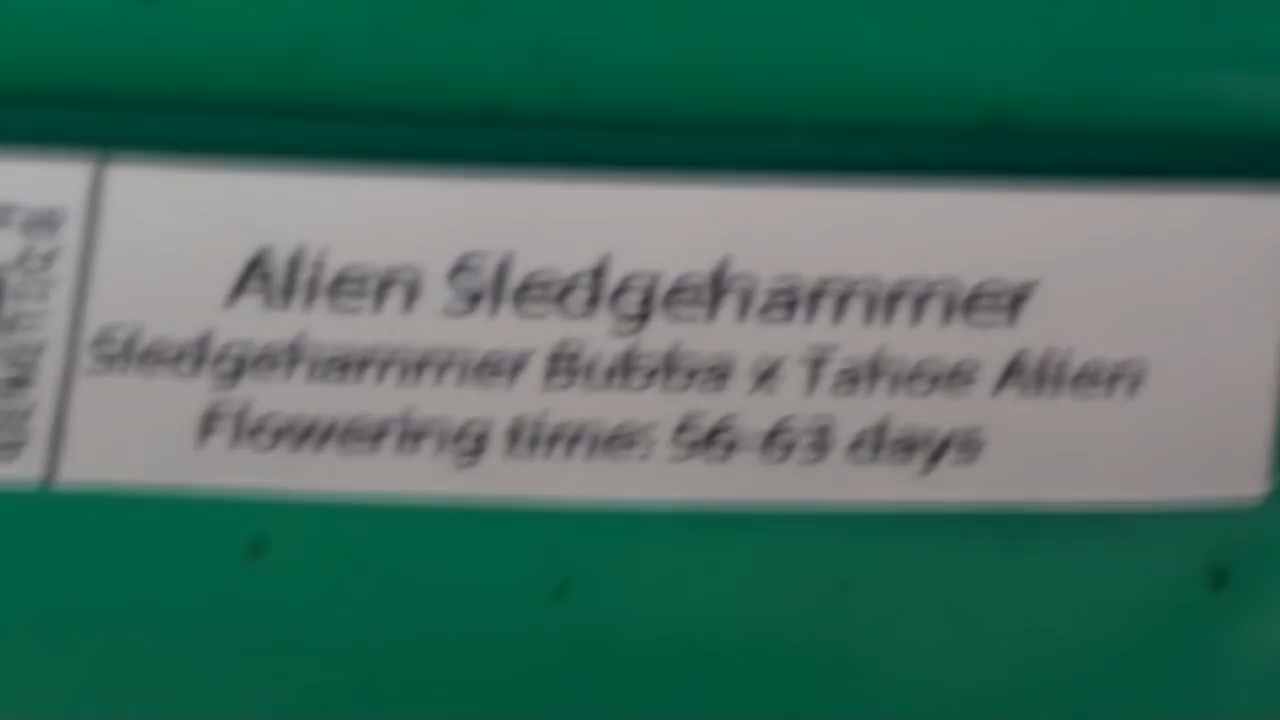 Alien Sledgehammer
Sledgehammer Bubba x Tahoe Alien
Flowering time: 56-63 days